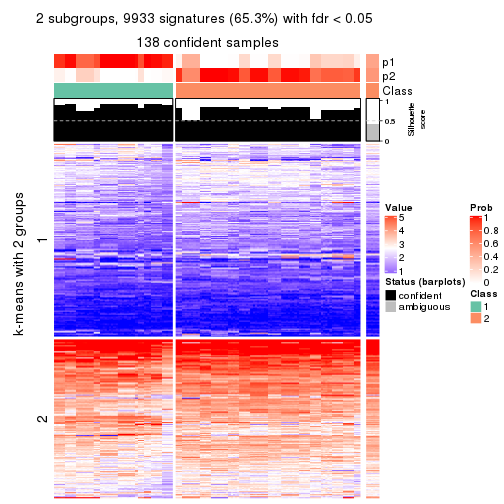 2 subgroups, 9933 signatures (65.3%) with fdr < 0.05
138 confident samples
p1
p2
Class
1
0.5
0
Silhouette
score
k-means with 2 groups
1
2
Value
5
4
3
2
1
Prob
1
0.8
0.6
0.4
0.2
0
Status (barplots)
confident
ambiguous
Class
1
2